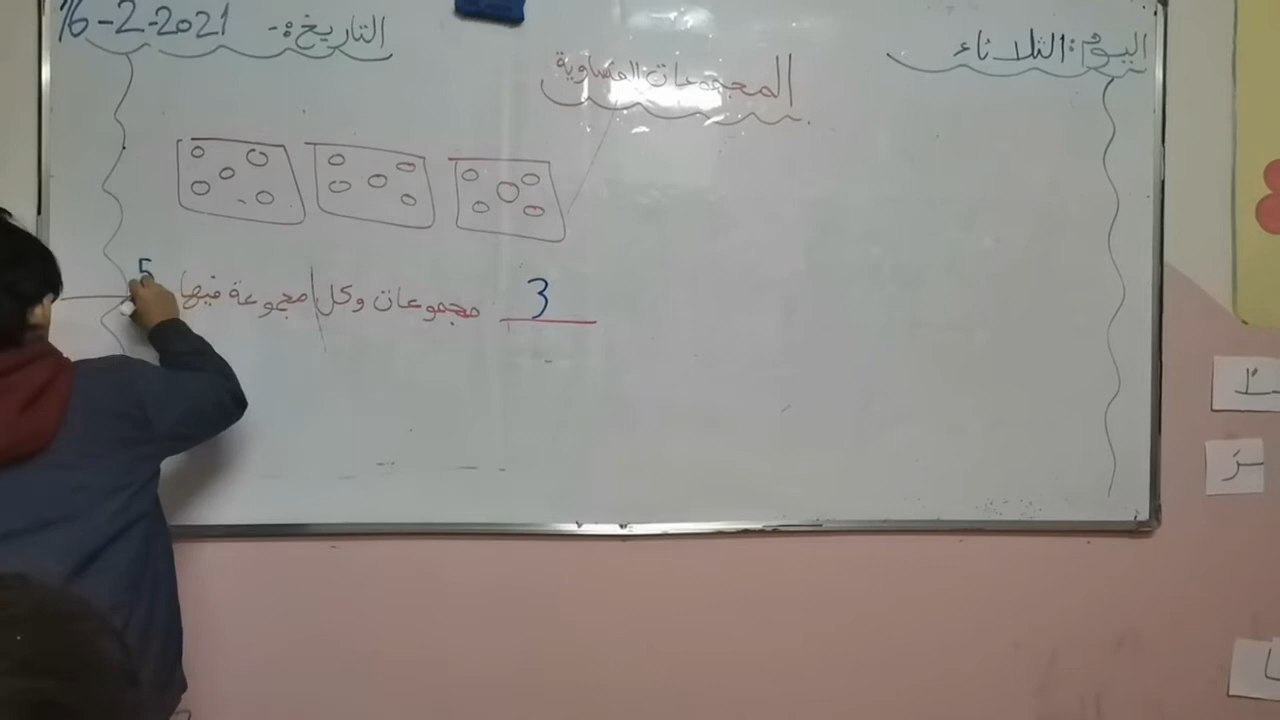 اليوم: الثلاثاء
التاريخ:- 16-2-2021
المجموعات المتساوية
3 مجموعات وكل مجموعة فيها 5